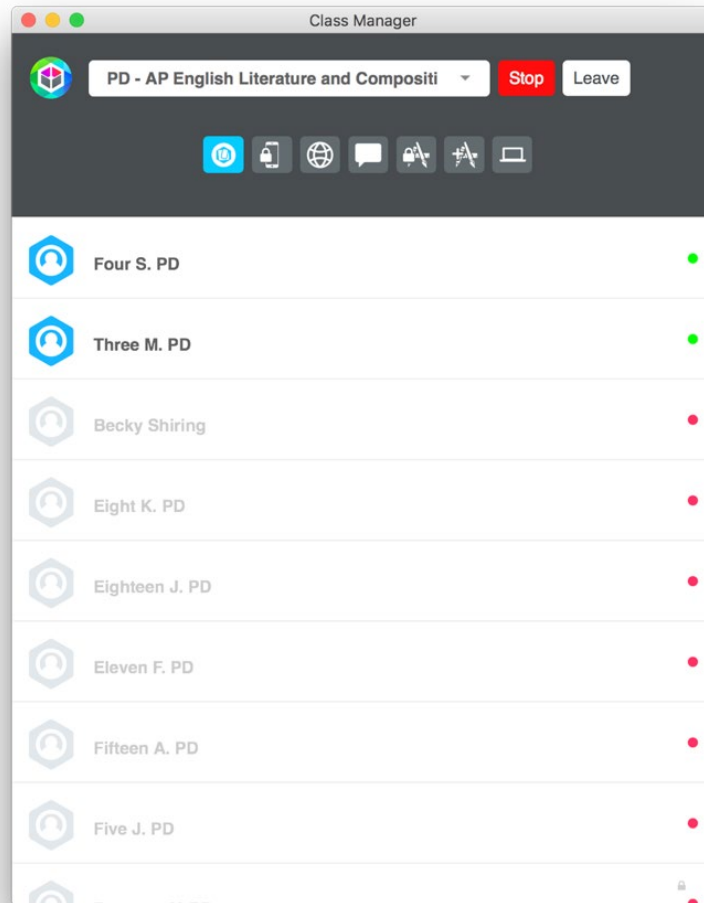 Class Manager
PD - AP English Literature and Compositi
Stop
Leave
Four S. PD
Three M. PD
Becky Shiring
Eight K. PD
Eighteen J. PD
Eleven F. PD
Fifteen A. PD
Five J. PD